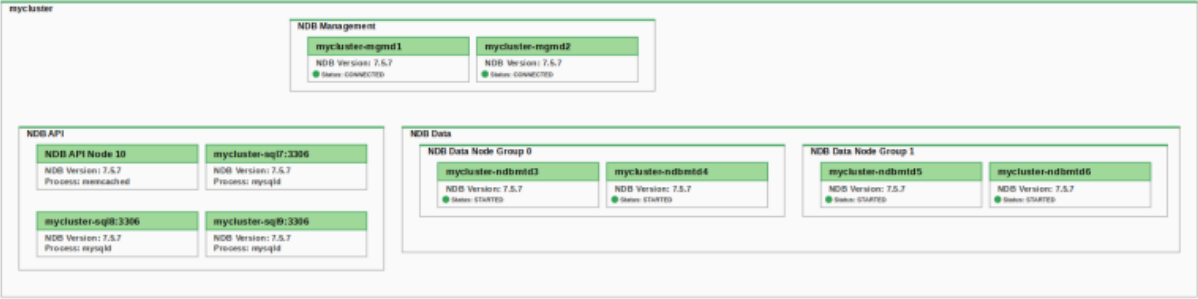 mycluster
NDB Management
mycluster-mgmd1
NDB Version: 7.5.7
Status: CONNECTED
mycluster-mgmd2
NDB Version: 7.5.7
Status: CONNECTED
NDB API
NDB API Node 10
NDB Version: 7.5.7
Process: memcached
mycluster-sql7:3306
NDB Version: 7.5.7
Process: mysqld
mycluster-sql8:3306
NDB Version: 7.5.7
Process: mysqld
mycluster-sql9:3306
NDB Version: 7.5.7
Process: mysqld
NDB Data
NDB Data Node Group 0
mycluster-ndbmtd3
NDB Version: 7.5.7
Status: STARTED
mycluster-ndbmtd4
NDB Version: 7.5.7
Status: STARTED
NDB Data Node Group 1
mycluster-ndbmtd5
NDB Version: 7.5.7
Status: STARTED
mycluster-ndbmtd6
NDB Version: 7.5.7
Status: STARTED